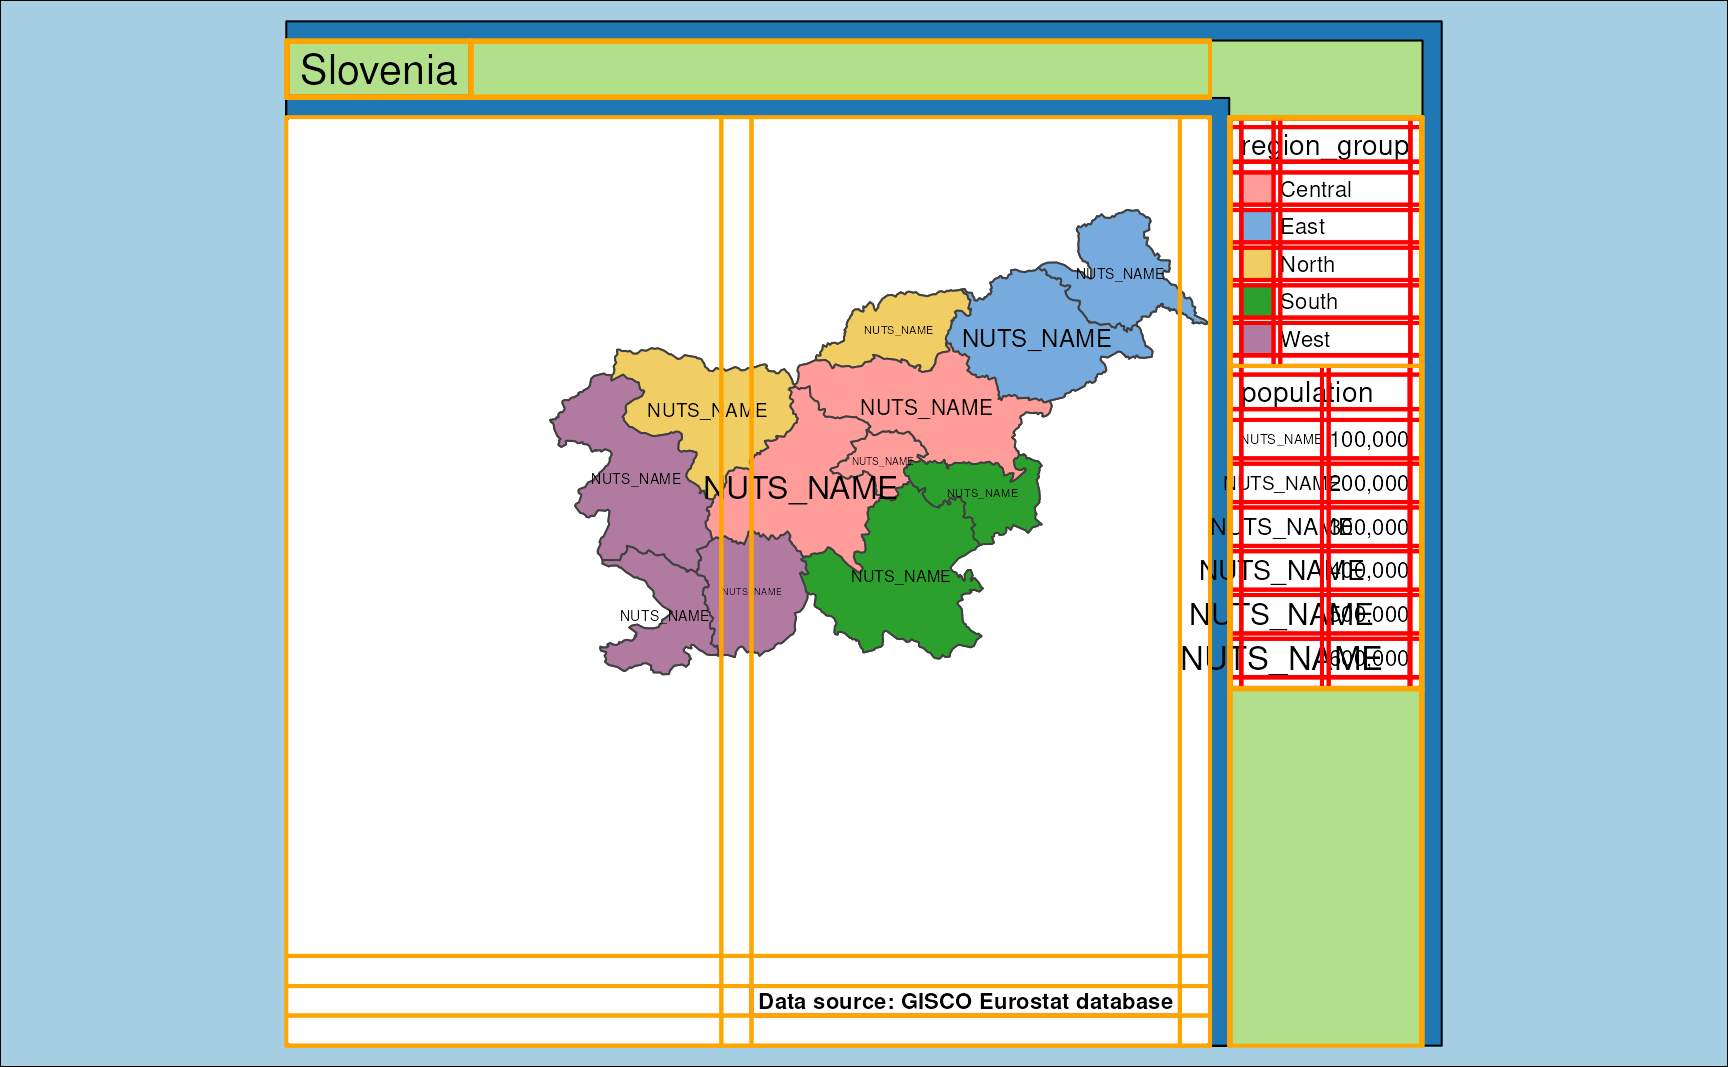 Slovenia
region_group
Central
East
North
South
West
population
NUTS_NAME 100,000
NUTS_NAME 200,000
NUTS_NAME 300,000
NUTS_NAME 400,000
NUTS_NAME 500,000
NUTS_NAME 600,000
NUTS_NAME
NUTS_NAME
NUTS_NAME
NUTS_NAME
NUTS_NAME
NUTS_NAME
NUTS_NAME
NUTS_NAME
NUTS_NAME
NUTS_NAME
NUTS_NAME
NUTS_NAME
Data source: GISCO Eurostat database